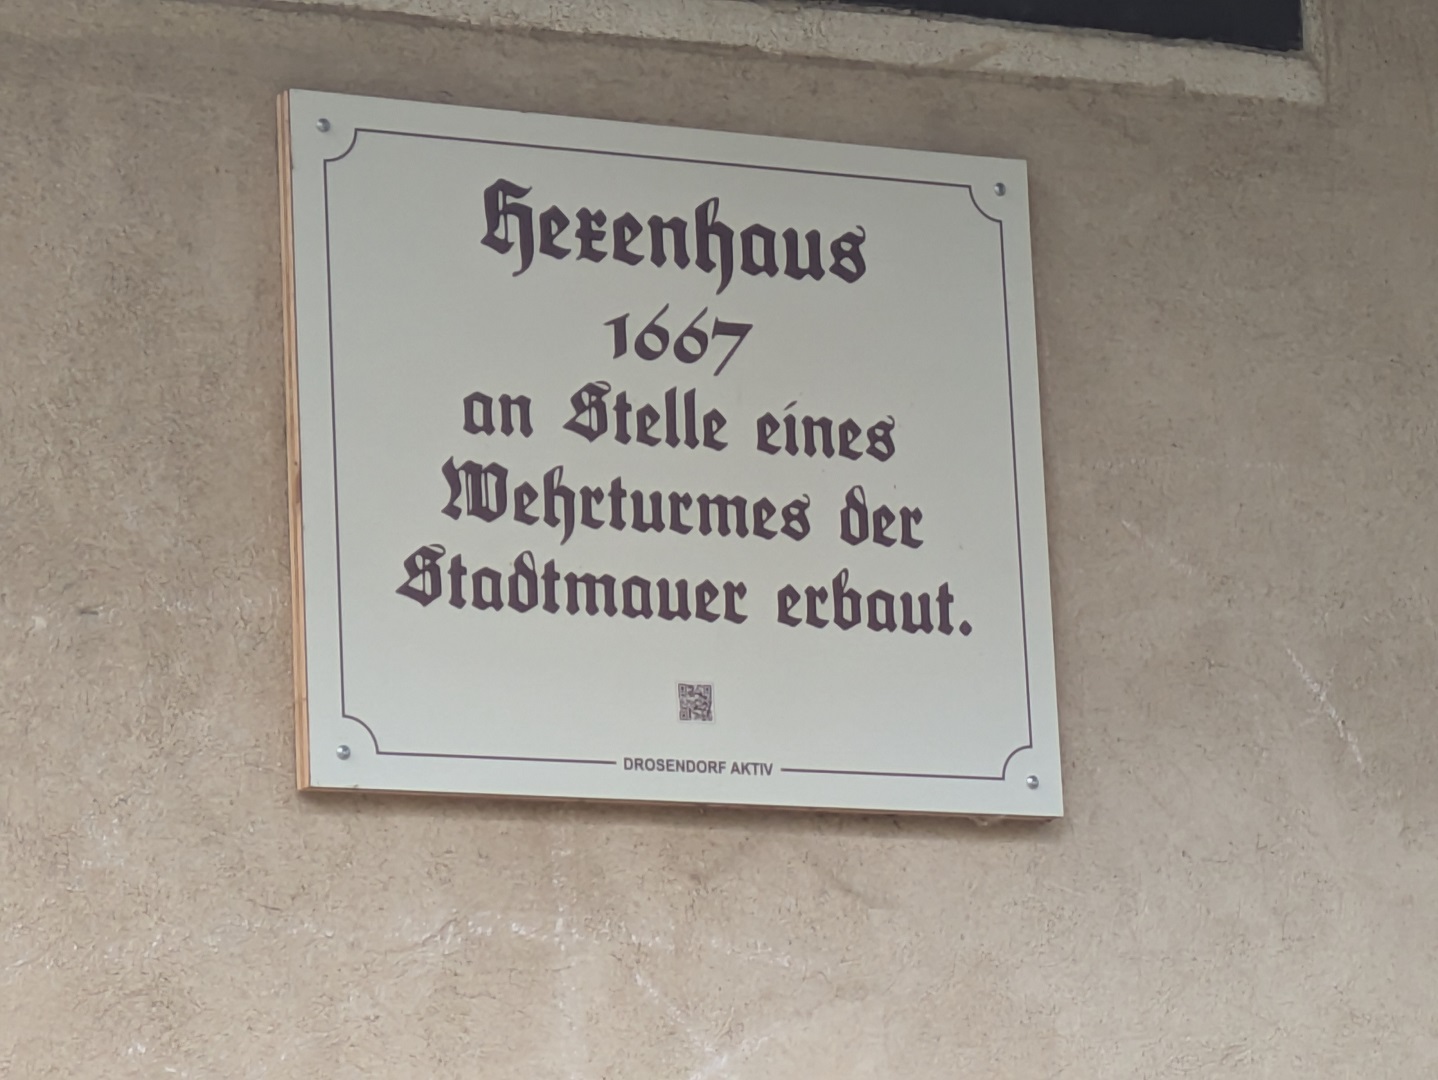 Hexenhaus
1667
an Stelle eines
Wehrturmes der
Stadtmauer erbaut.
DROSENDORF AKTIV